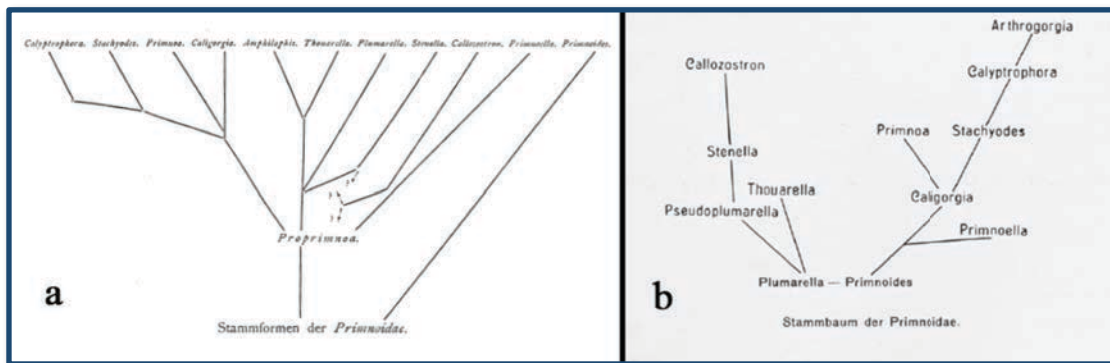 Calyptrophora. Stachyodes. Primnoa. Caligorgia. Amphilaphis. Thouarella. Plumarella. Stenella. Callozostron. Primnoella. Primnoides.
?
?
?
Proprimnoa.
a
Stammformen der Primnoidae.
Arthrogorgia
Callozostron
Calyptrophora
Primnoa
Stachyodes
Stenella
Thouarella
Caligorgia
Pseudoplumarella
Primnoella
Plumarella — Primnoides
b
Stammbaum der Primnoidae.